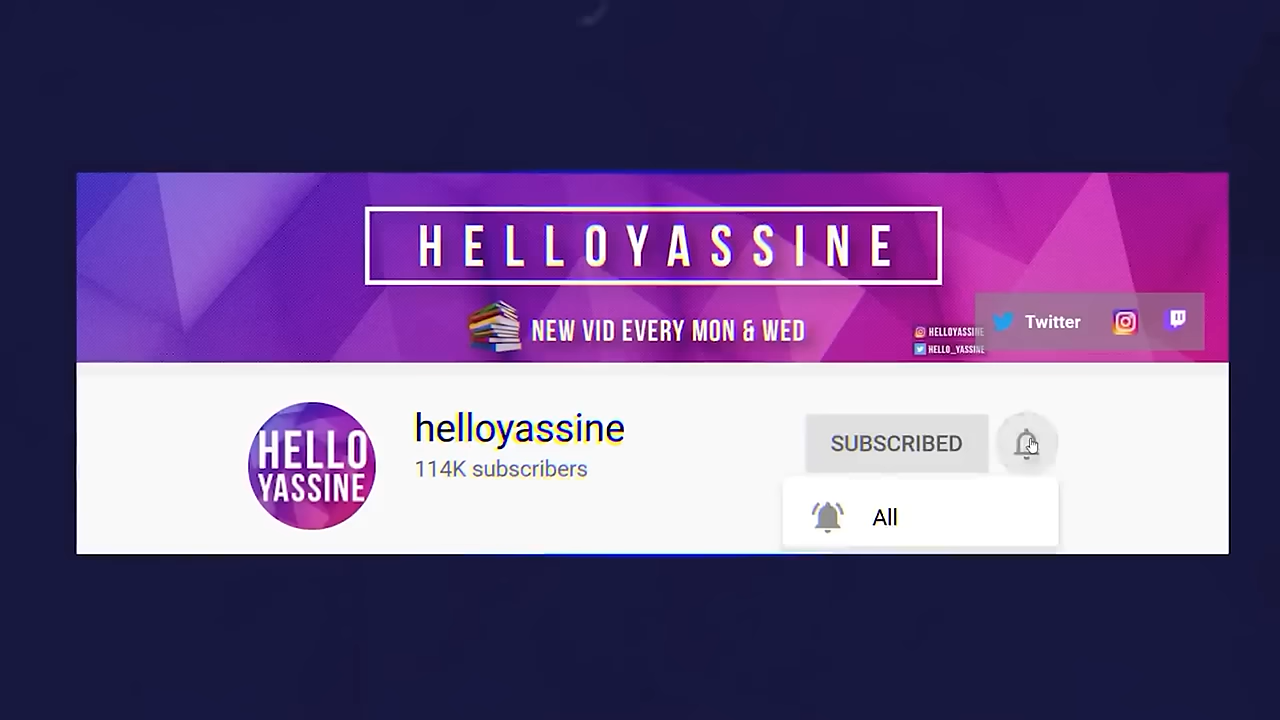 HELLOYASSINE
NEW VID EVERY MON & WED
HELLOYASSINE
HELLO_YASSINE
Twitter
HELLO
YASSINE
helloyassine
114K subscribers
SUBSCRIBED
All